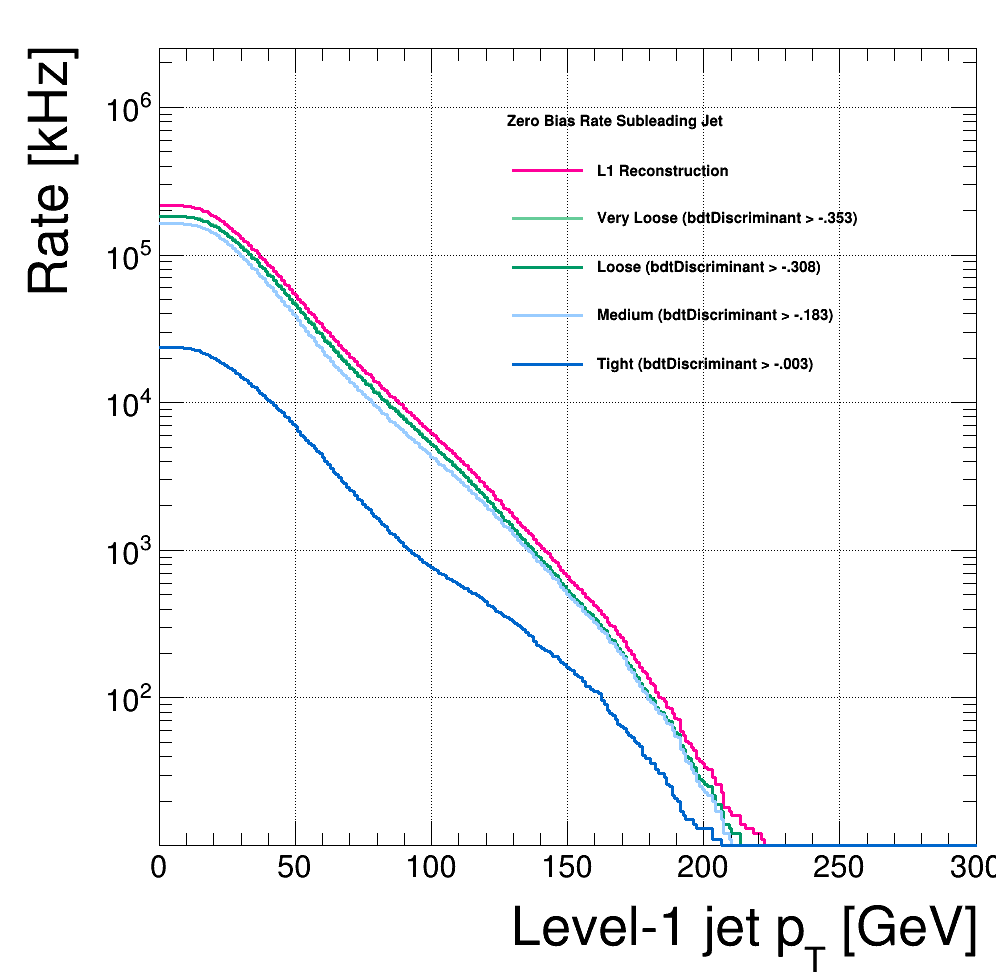 Rate [kHz]
10^6
10^5
10^4
10^3
10^2
Zero Bias Rate Subleading Jet
L1 Reconstruction
Very Loose (bdtDiscriminant > -.353)
Loose (bdtDiscriminant > -.308)
Medium (bdtDiscriminant > -.183)
Tight (bdtDiscriminant > -.003)
0 50 100 150 200 250 300
Level-1 jet p_T [GeV]